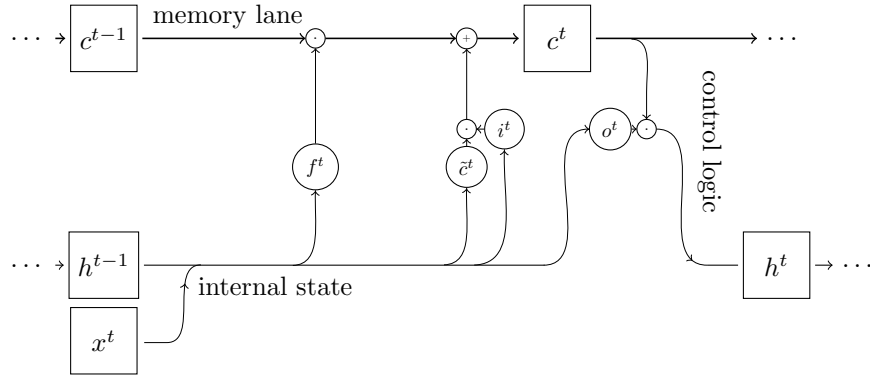 ⋯ c^{t−1} memory lane · + c^t ⋯
f^t c̃^t · i^t o^t · control logic
⋯ h^{t−1} internal state h^t ⋯
x^t